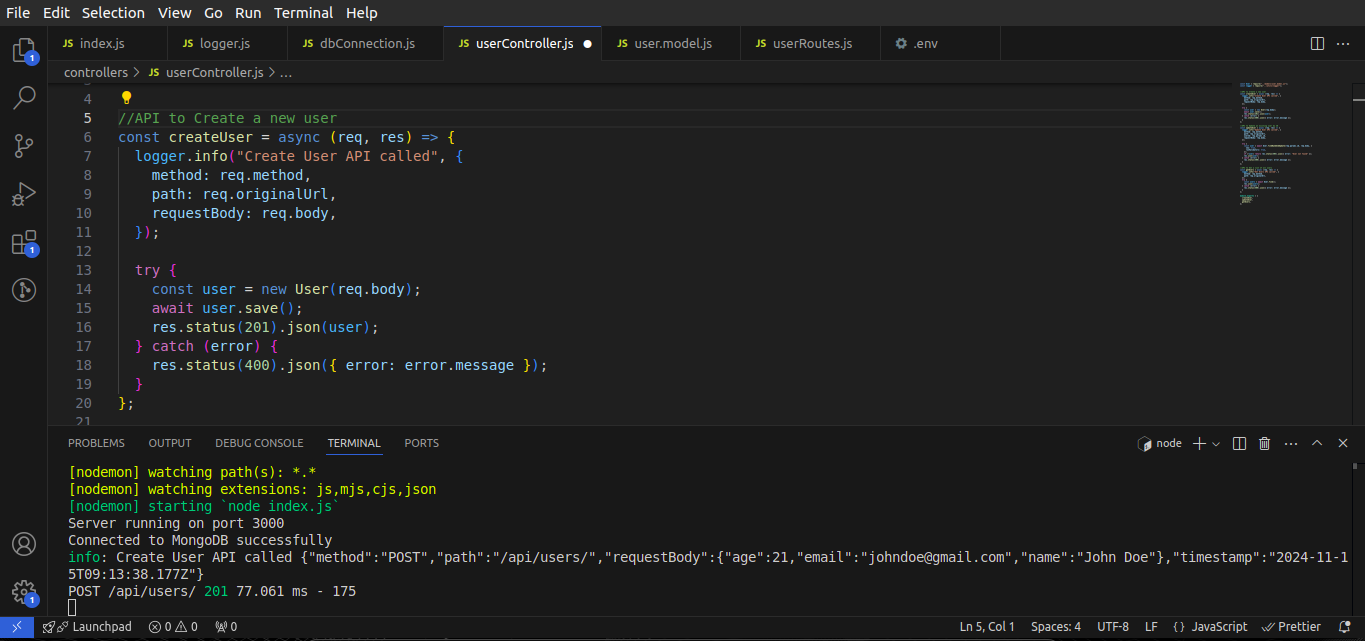 File Edit Selection View Go Run Terminal Help
JS index.js JS logger.js JS dbConnection.js JS userController.js JS user.model.js JS userRoutes.js .env
controllers > JS userController.js > ...
4
5 //API to Create a new user
6 const createUser = async (req, res) => {
7 logger.info("Create User API called", {
8 method: req.method,
9 path: req.originalUrl,
10 requestBody: req.body,
11 });
12
13 try {
14 const user = new User(req.body);
15 await user.save();
16 res.status(201).json(user);
17 } catch (error) {
18 res.status(400).json({ error: error.message });
19 }
20 };
21
PROBLEMS OUTPUT DEBUG CONSOLE TERMINAL PORTS node
[nodemon] watching path(s): *.*
[nodemon] watching extensions: js,mjs,cjs,json
[nodemon] starting `node index.js`
Server running on port 3000
Connected to MongoDB successfully
info: Create User API called {"method":"POST","path":"/api/users/","requestBody":{"age":21,"email":"johndoe@gmail.com","name":"John Doe"},"timestamp":"2024-11-1
5T09:13:38.177Z"}
POST /api/users/ 201 77.061 ms - 175
Launchpad 0 0 0 Ln 5, Col 1 Spaces: 4 UTF-8 LF {} JavaScript Prettier
1
1
1